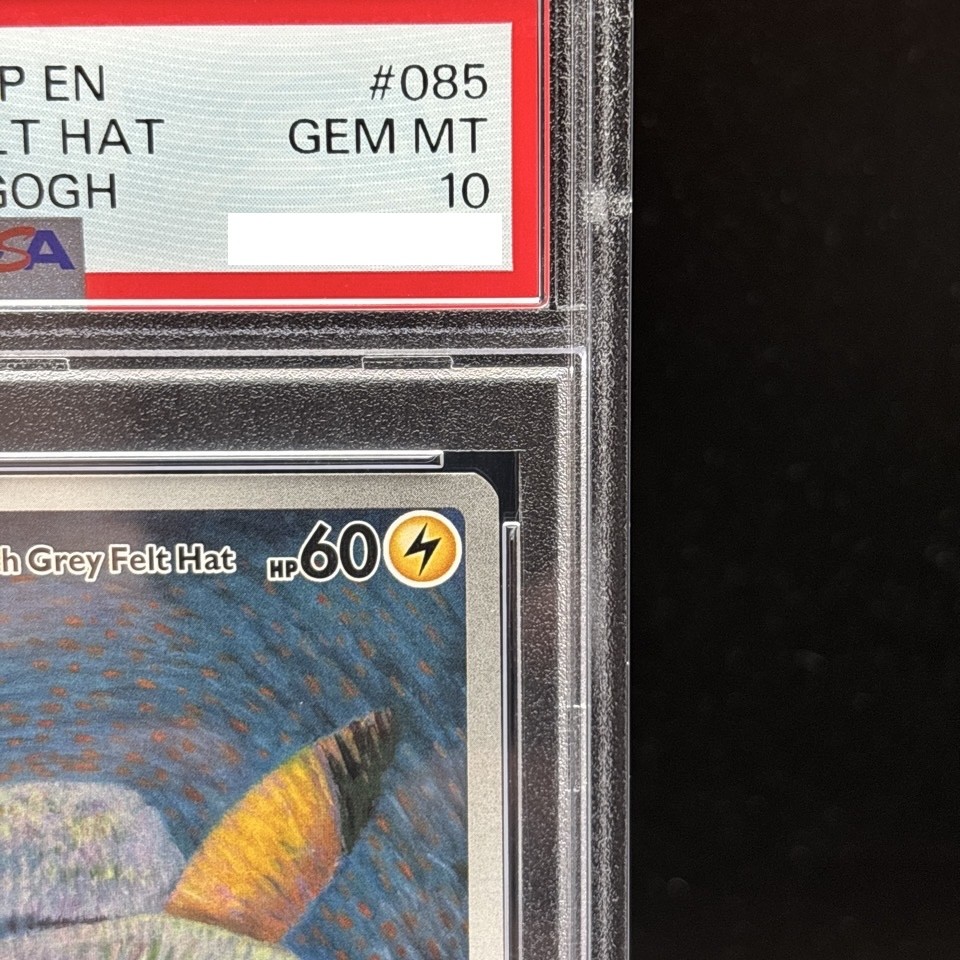 P EN #085
LT HAT GEM MT
GOGH 10
SA
h Grey Felt Hat HP60